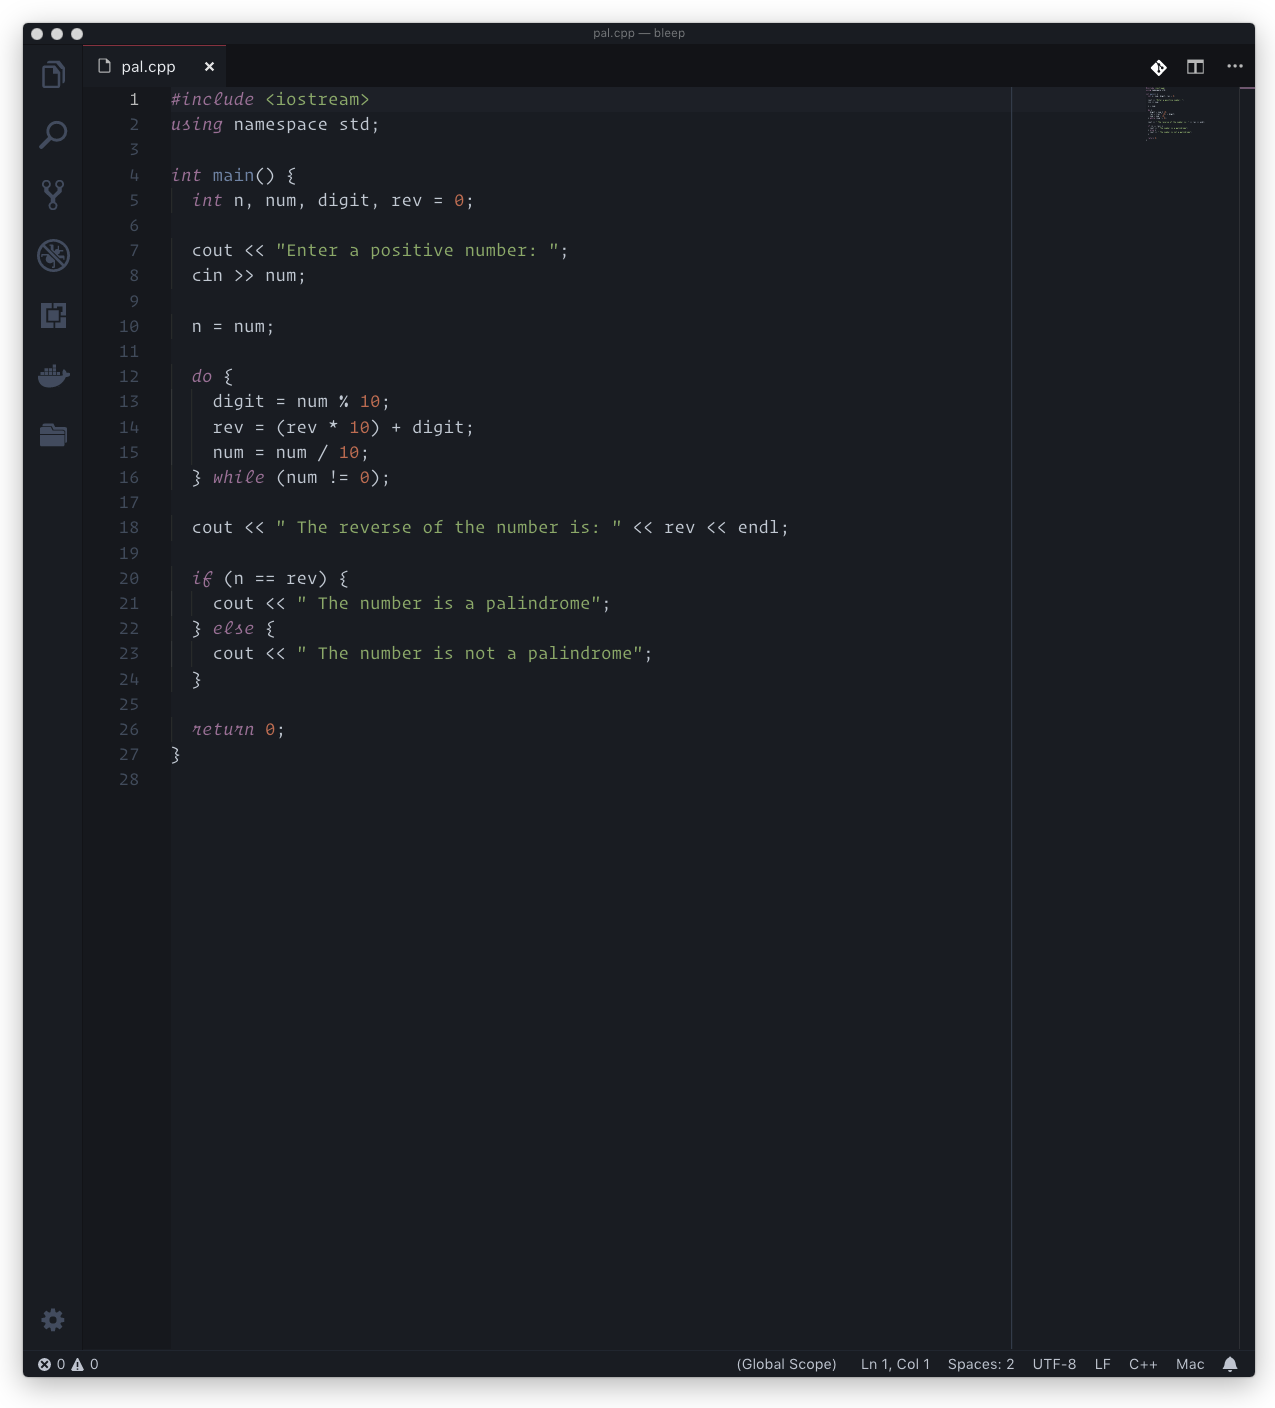 pal.cpp — bleep
pal.cpp
1 #include <iostream>
2 using namespace std;
3
4 int main() {
5 int n, num, digit, rev = 0;
6
7 cout << "Enter a positive number: ";
8 cin >> num;
9
10 n = num;
11
12 do {
13 digit = num % 10;
14 rev = (rev * 10) + digit;
15 num = num / 10;
16 } while (num != 0);
17
18 cout << " The reverse of the number is: " << rev << endl;
19
20 if (n == rev) {
21 cout << " The number is a palindrome";
22 } else {
23 cout << " The number is not a palindrome";
24 }
25
26 return 0;
27 }
28
0 0 (Global Scope) Ln 1, Col 1 Spaces: 2 UTF-8 LF C++ Mac